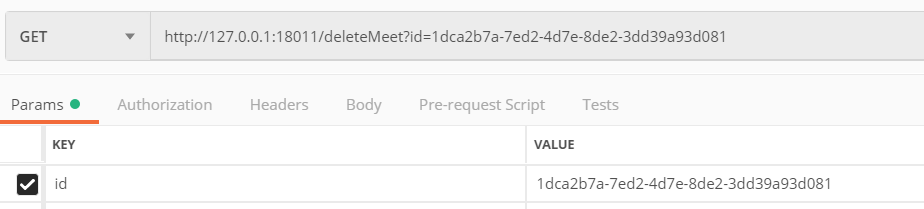 GET http://127.0.0.1:18011/deleteMeet?id=1dca2b7a-7ed2-4d7e-8de2-3dd39a93d081
Params Authorization Headers Body Pre-request Script Tests
KEY VALUE
id 1dca2b7a-7ed2-4d7e-8de2-3dd39a93d081